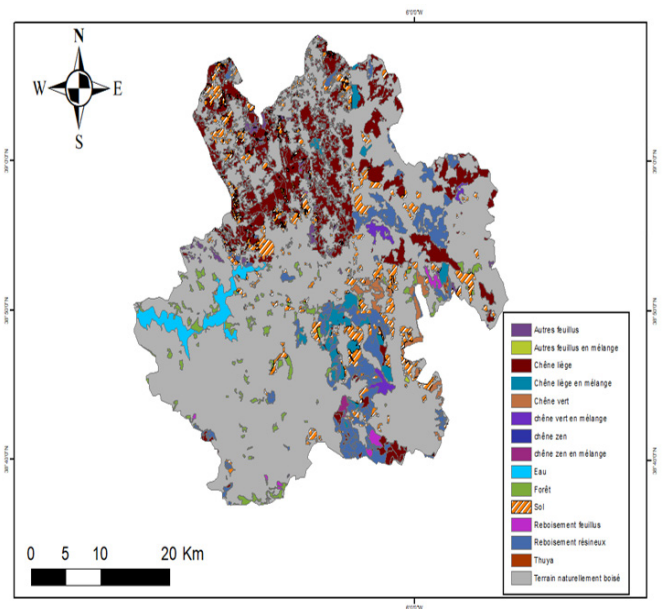 N
W E
S
Autres feuillus
Autres feuillus en mélange
Chêne liège
Chêne liège en mélange
Chêne vert
chêne vert en mélange
chêne zen
chêne zen en mélange
Eau
Forêt
Sol
Reboisement feuillus
Reboisement résineux
Thuya
Terrain naturellement boisé
0 5 10 20 Km